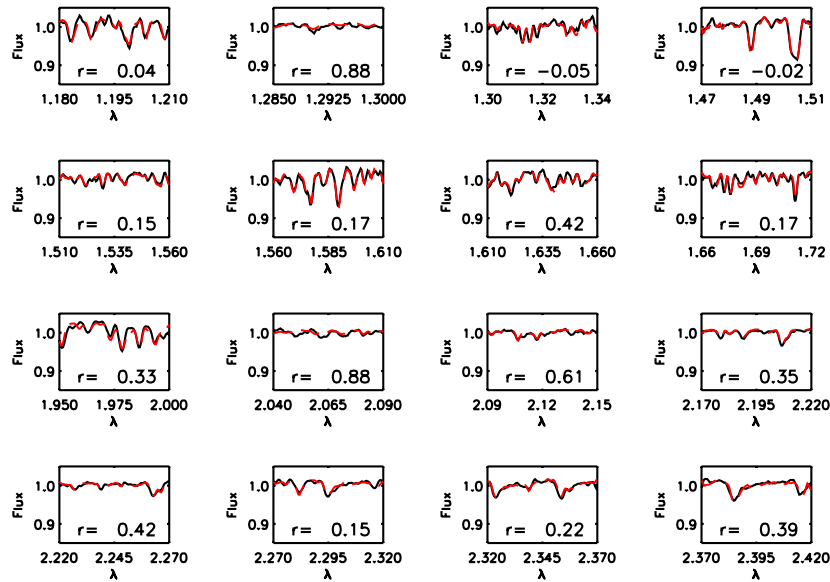 Flux 1.0 0.9 r= 0.04 1.180 1.195 1.210 λ
Flux 1.0 0.9 r= 0.88 1.2850 1.2925 1.3000 λ
Flux 1.0 0.9 r= −0.05 1.30 1.32 1.34 λ
Flux 1.0 0.9 r= −0.02 1.47 1.49 1.51 λ
Flux 1.0 0.9 r= 0.15 1.510 1.535 1.560 λ
Flux 1.0 0.9 r= 0.17 1.560 1.585 1.610 λ
Flux 1.0 0.9 r= 0.42 1.610 1.635 1.660 λ
Flux 1.0 0.9 r= 0.17 1.66 1.69 1.72 λ
Flux 1.0 0.9 r= 0.33 1.950 1.975 2.000 λ
Flux 1.0 0.9 r= 0.88 2.040 2.065 2.090 λ
Flux 1.0 0.9 r= 0.61 2.09 2.12 2.15 λ
Flux 1.0 0.9 r= 0.35 2.170 2.195 2.220 λ
Flux 1.0 0.9 r= 0.42 2.220 2.245 2.270 λ
Flux 1.0 0.9 r= 0.15 2.270 2.295 2.320 λ
Flux 1.0 0.9 r= 0.22 2.320 2.345 2.370 λ
Flux 1.0 0.9 r= 0.39 2.370 2.395 2.420 λ